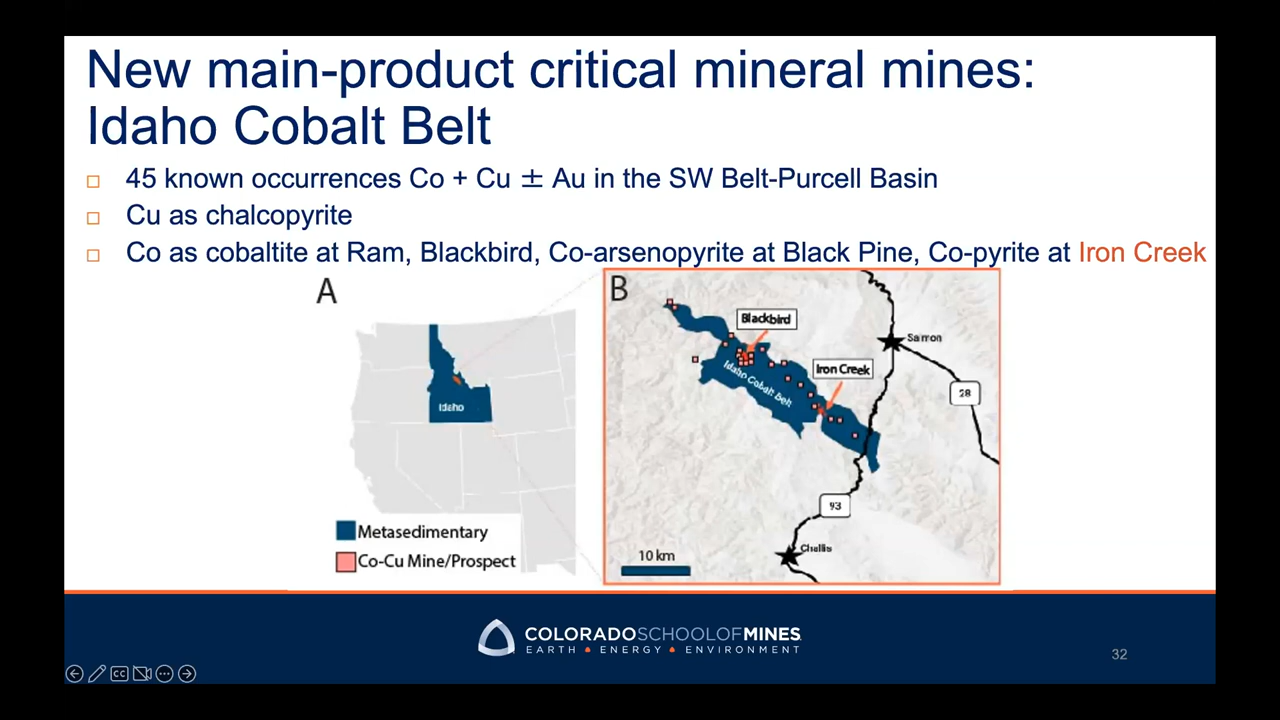 New main-product critical mineral mines:
Idaho Cobalt Belt
□ 45 known occurrences Co + Cu ± Au in the SW Belt-Purcell Basin
□ Cu as chalcopyrite
□ Co as cobaltite at Ram, Blackbird, Co-arsenopyrite at Black Pine, Co-pyrite at Iron Creek
A
Idaho
Metasedimentary
Co-Cu Mine/Prospect
B
Blackbird
Salmon
Iron Creek
Idaho Cobalt Belt
28
93
Challis
10 km
COLORADOSCHOOLOFMINES
EARTH • ENERGY • ENVIRONMENT
32
CC